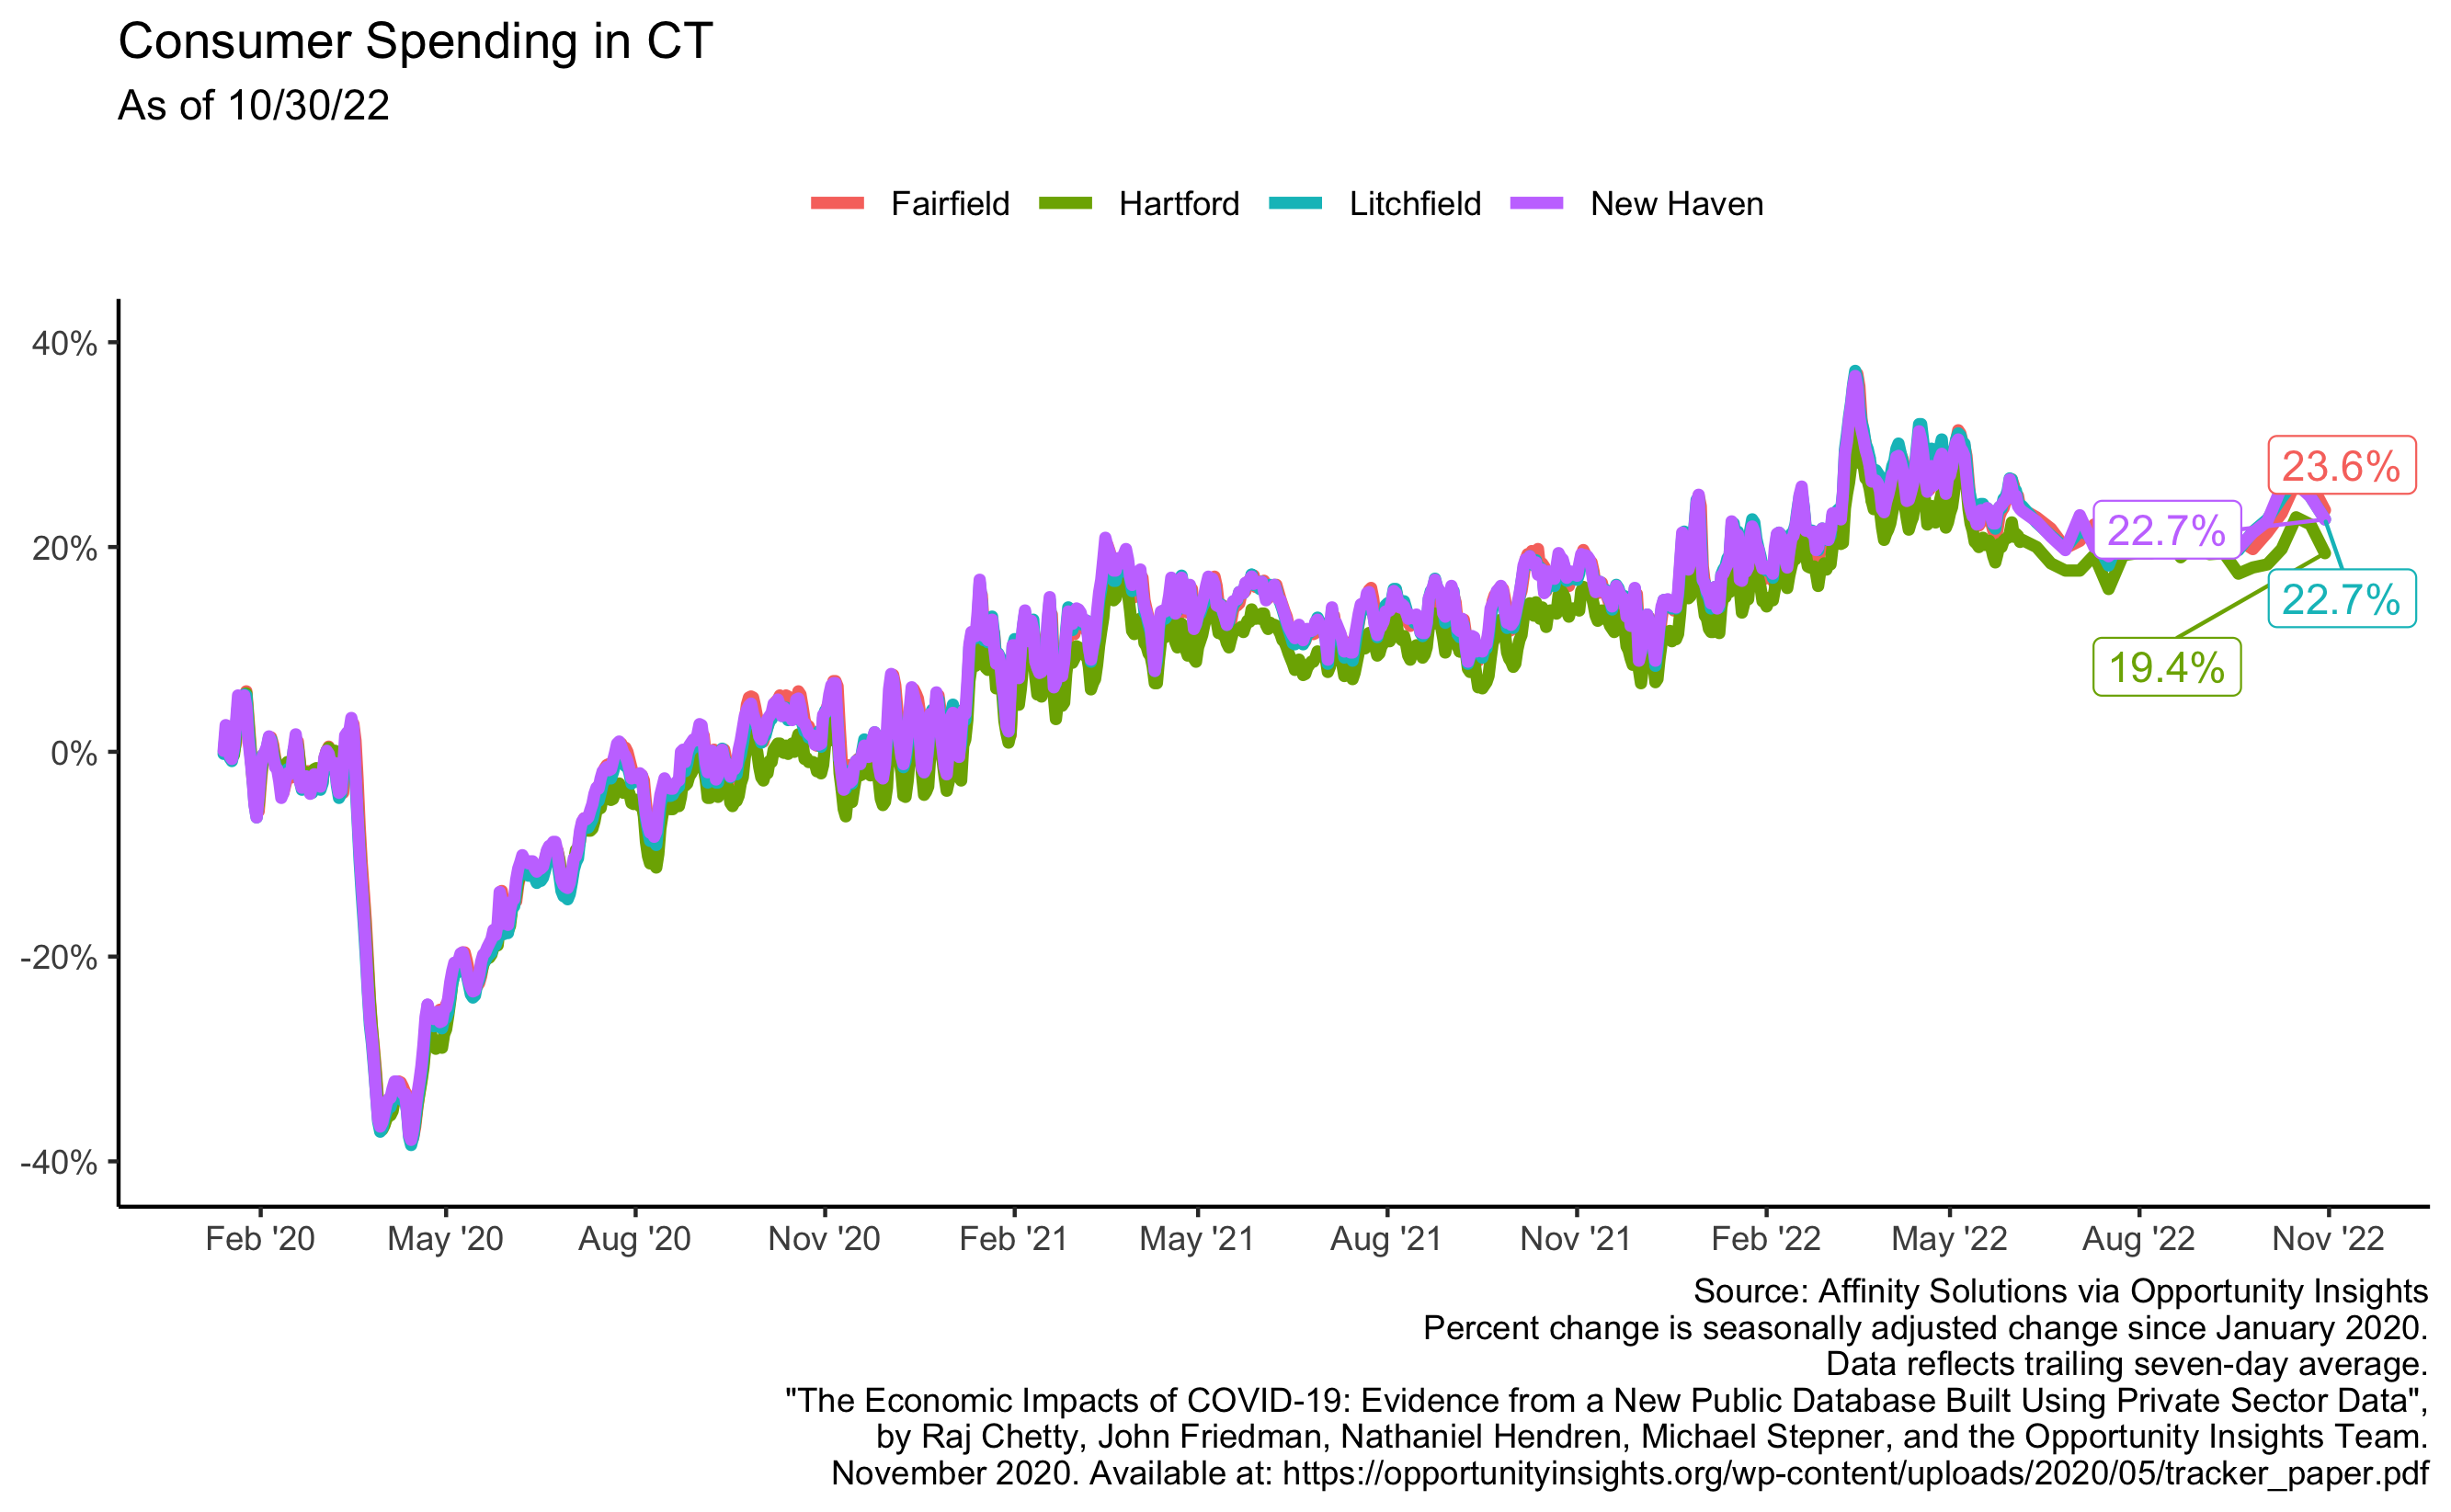 Consumer Spending in CT
As of 10/30/22
Fairfield Hartford Litchfield New Haven
40%
20%
0%
-20%
-40%
23.6%
22.7%
22.7%
19.4%
Feb '20 May '20 Aug '20 Nov '20 Feb '21 May '21 Aug '21 Nov '21 Feb '22 May '22 Aug '22 Nov '22
Source: Affinity Solutions via Opportunity Insights
Percent change is seasonally adjusted change since January 2020.
Data reflects trailing seven-day average.
"The Economic Impacts of COVID-19: Evidence from a New Public Database Built Using Private Sector Data",
by Raj Chetty, John Friedman, Nathaniel Hendren, Michael Stepner, and the Opportunity Insights Team.
November 2020. Available at: https://opportunityinsights.org/wp-content/uploads/2020/05/tracker_paper.pdf